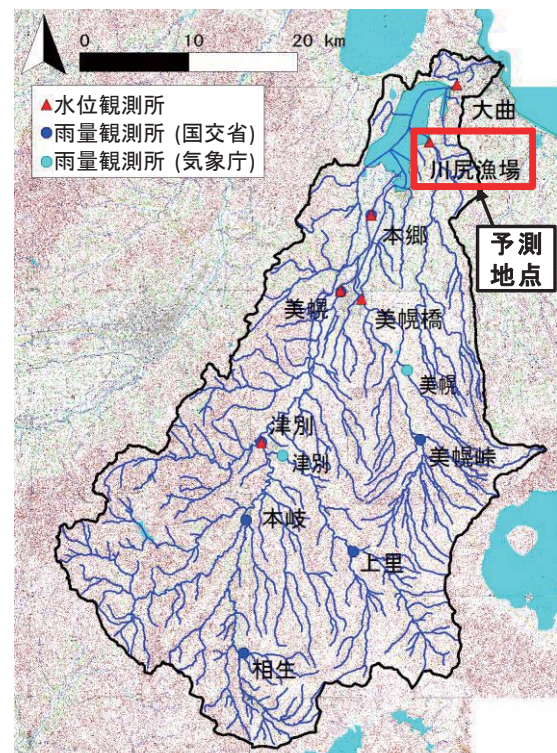 0 10 20 km
▲水位観測所
●雨量観測所 (国交省)
●雨量観測所 (気象庁)
大曲
川尻漁場
本郷
予測
地点
美幌
美幌橋
美幌
津別
津別
美幌峠
本岐
上里
相生